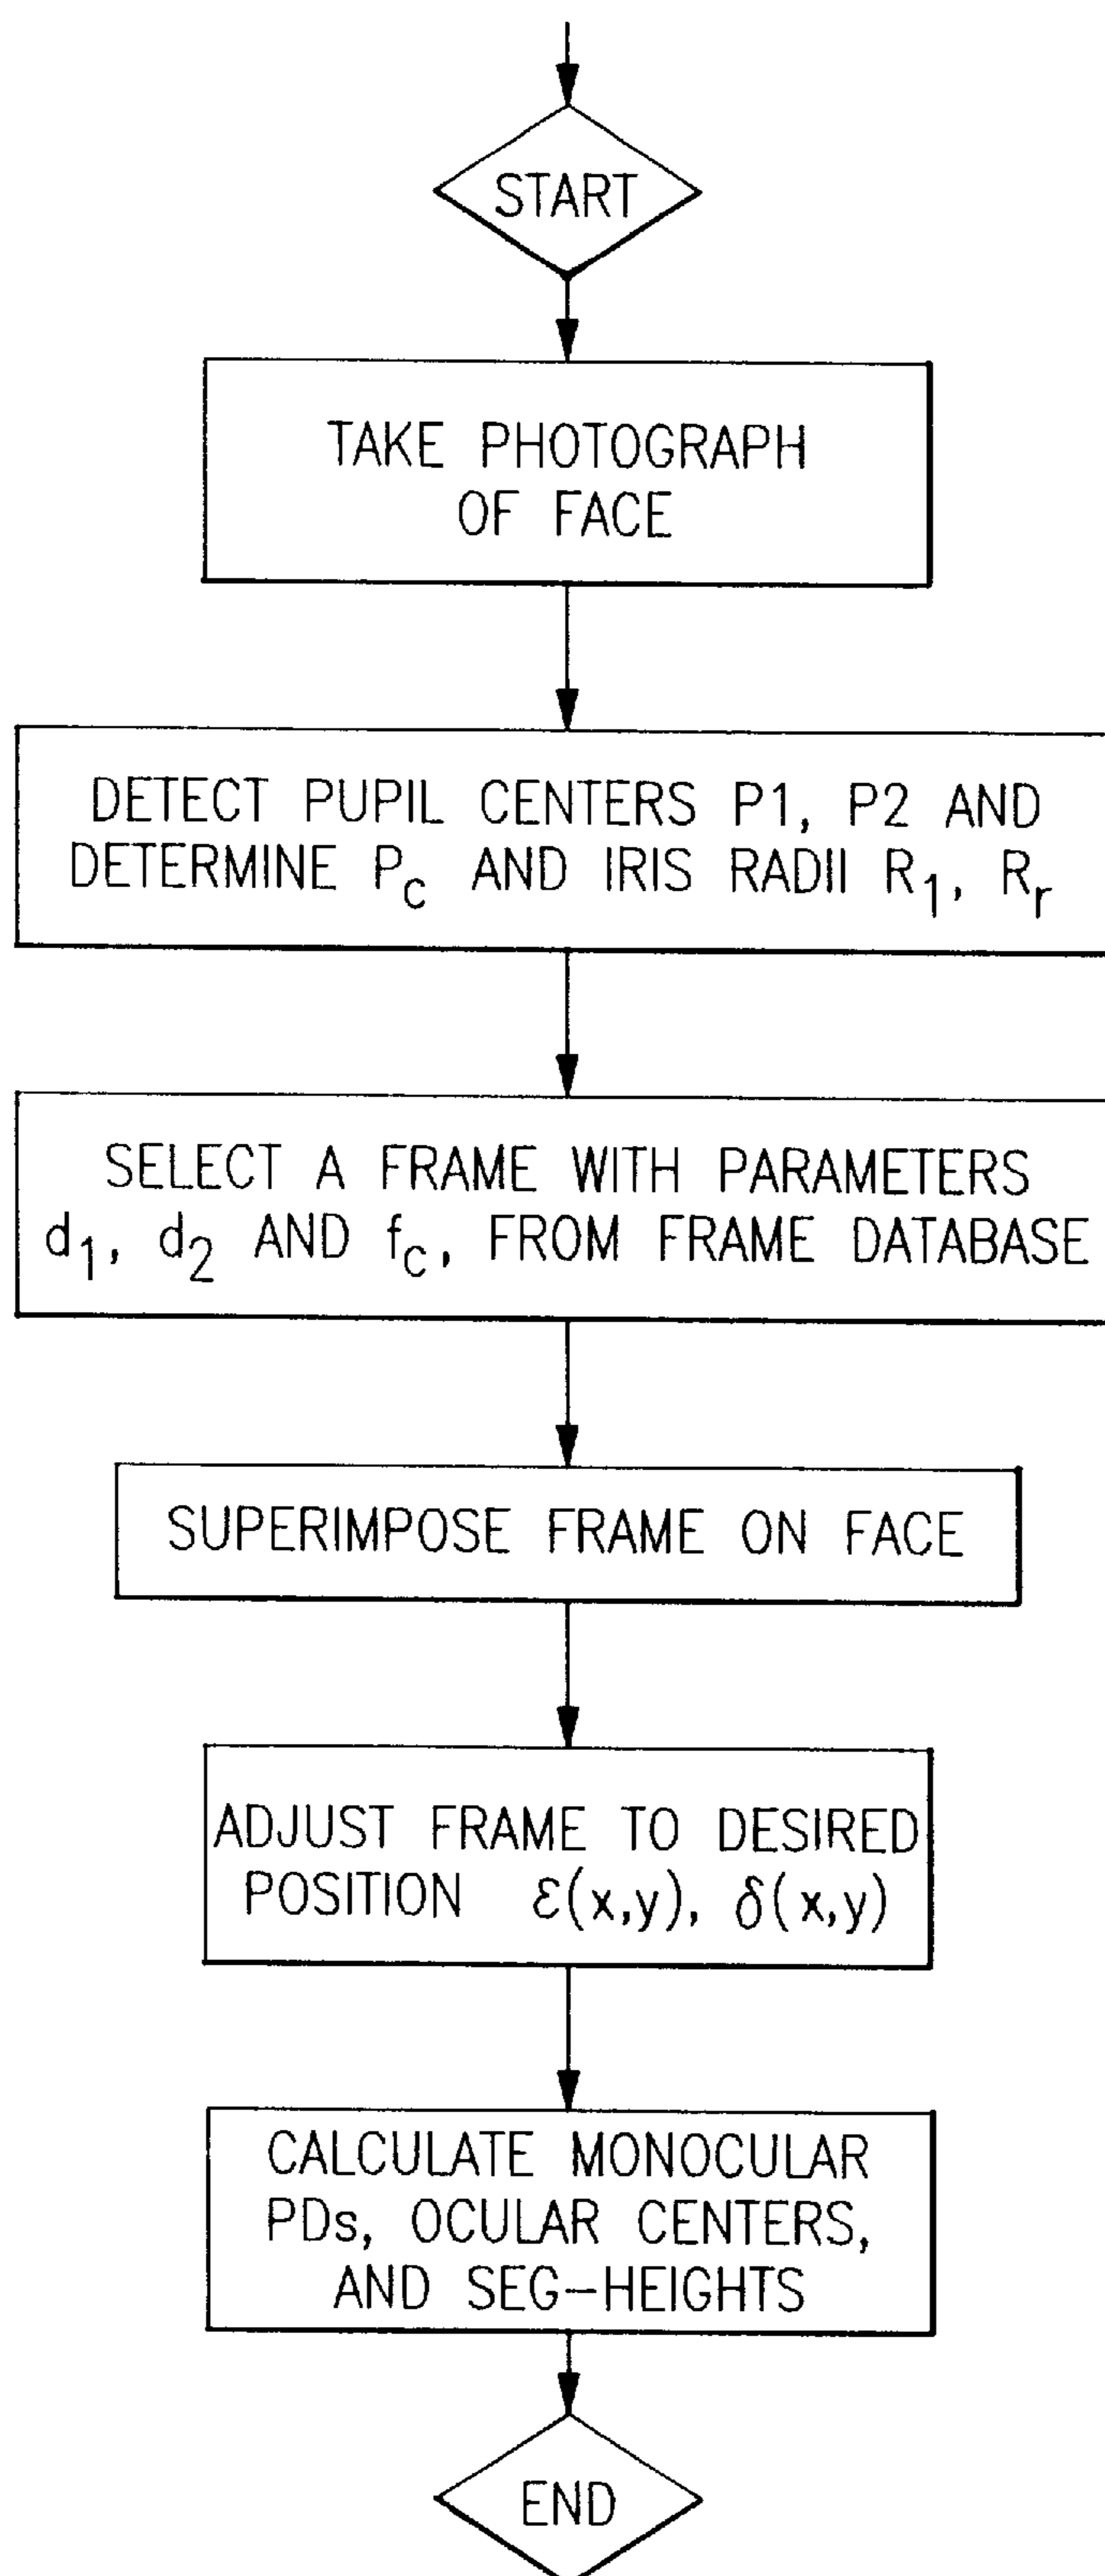 START
TAKE PHOTOGRAPH
OF FACE
DETECT PUPIL CENTERS P1, P2 AND
DETERMINE Pc AND IRIS RADII R1, Rr
SELECT A FRAME WITH PARAMETERS
d1, d2 AND fc, FROM FRAME DATABASE
SUPERIMPOSE FRAME ON FACE
ADJUST FRAME TO DESIRED
POSITION ε(x,y), δ(x,y)
CALCULATE MONOCULAR
PDs, OCULAR CENTERS,
AND SEG-HEIGHTS
END